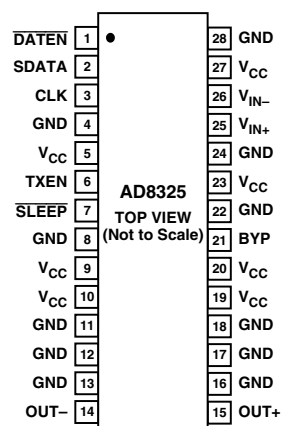 DATEN 1 28 GND
SDATA 2 27 VCC
CLK 3 26 VIN–
GND 4 25 VIN+
VCC 5 24 GND
TXEN 6 23 VCC
SLEEP 7 22 GND
GND 8 21 BYP
VCC 9 20 VCC
VCC 10 19 VCC
GND 11 18 GND
GND 12 17 GND
GND 13 16 GND
OUT– 14 15 OUT+
AD8325
TOP VIEW
(Not to Scale)